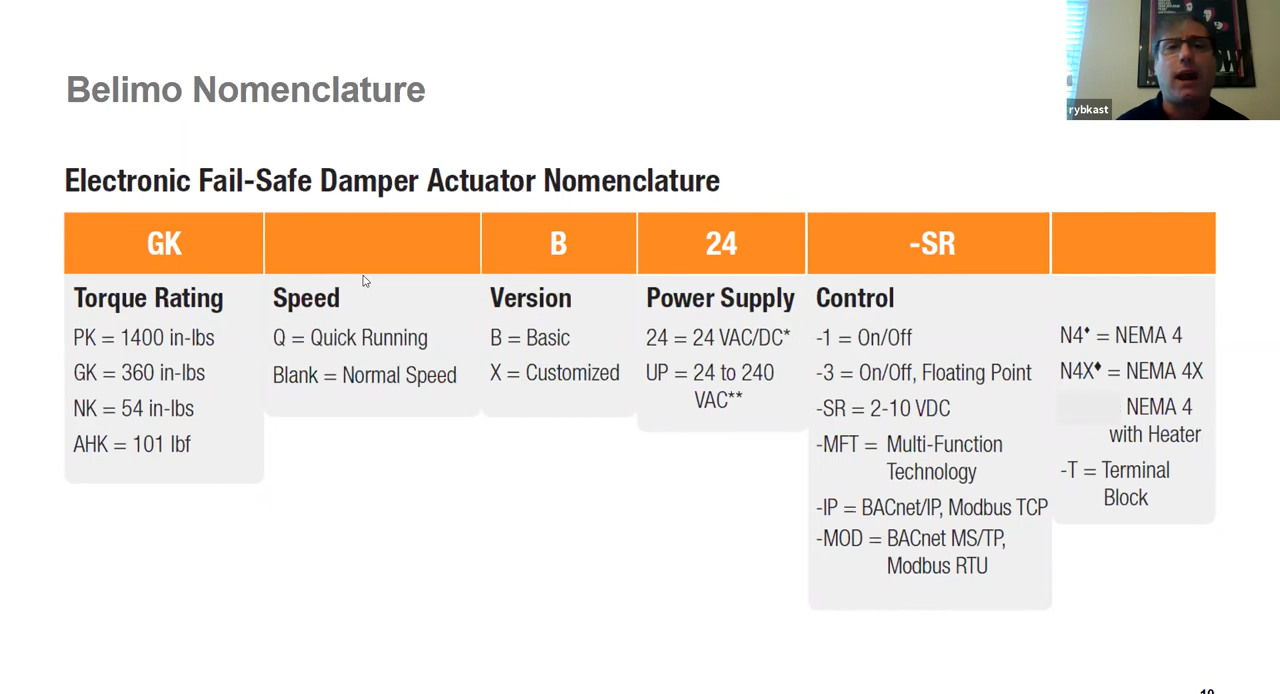 rybkast
Belimo Nomenclature
Electronic Fail-Safe Damper Actuator Nomenclature
GK
B
24
-SR
Torque Rating
PK = 1400 in-lbs
GK = 360 in-lbs
NK = 54 in-lbs
AHK = 101 lbf
Speed
Q = Quick Running
Blank = Normal Speed
Version
B = Basic
X = Customized
Power Supply
24 = 24 VAC/DC*
UP = 24 to 240
VAC**
Control
-1 = On/Off
-3 = On/Off, Floating Point
-SR = 2-10 VDC
-MFT = Multi-Function
Technology
-IP = BACnet/IP, Modbus TCP
-MOD = BACnet MS/TP,
Modbus RTU
N4♦ = NEMA 4
N4X♦ = NEMA 4X
NEMA 4
with Heater
-T = Terminal
Block